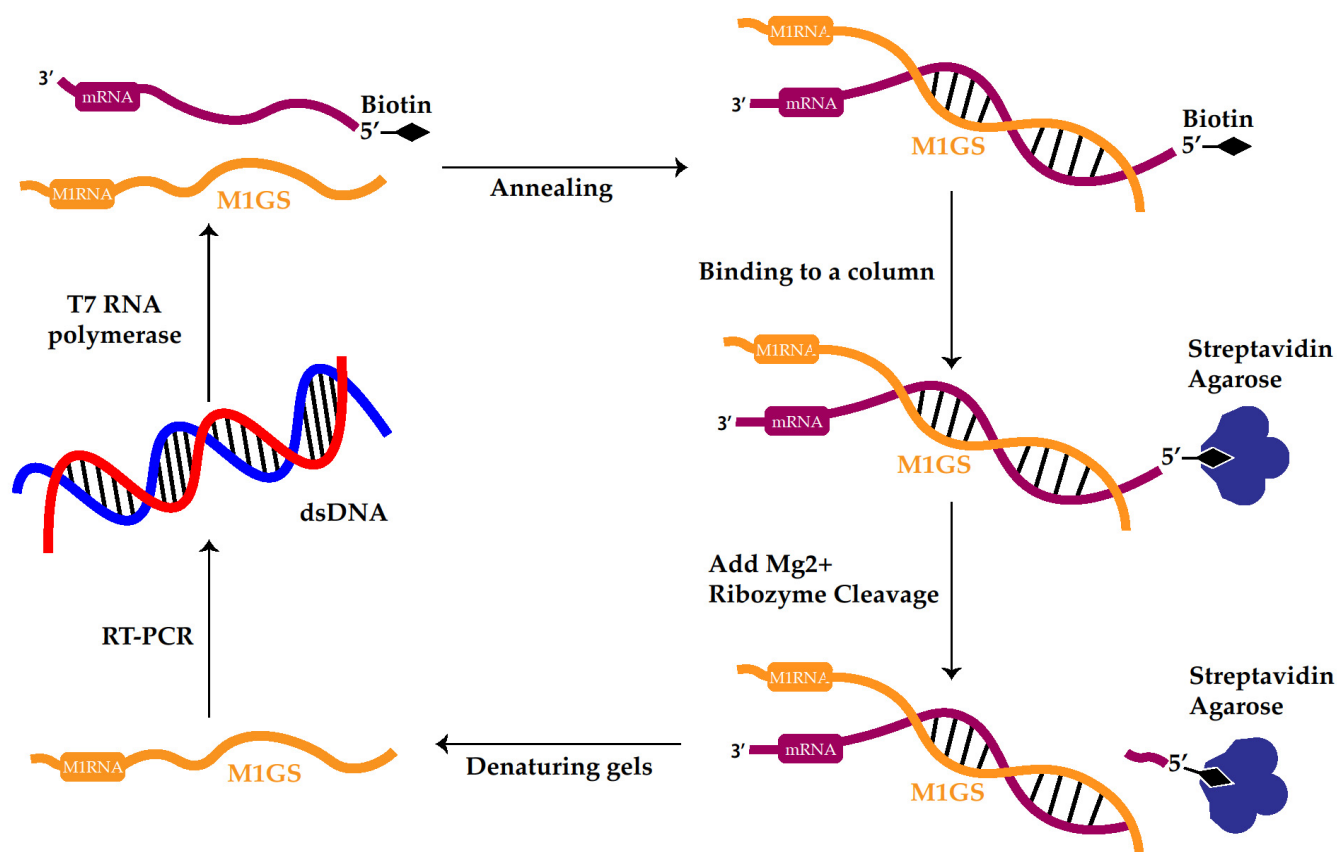 3’
mRNA
Biotin
5’
M1RNA
M1GS
Annealing
M1RNA
3’
mRNA
M1GS
Biotin
5’
Binding to a column
T7 RNA
polymerase
M1RNA
3’
mRNA
M1GS
Streptavidin
Agarose
5’
dsDNA
Add Mg2+
Ribozyme Cleavage
RT-PCR
M1RNA
3’
mRNA
M1GS
Streptavidin
Agarose
5’
Denaturing gels
M1RNA
M1GS